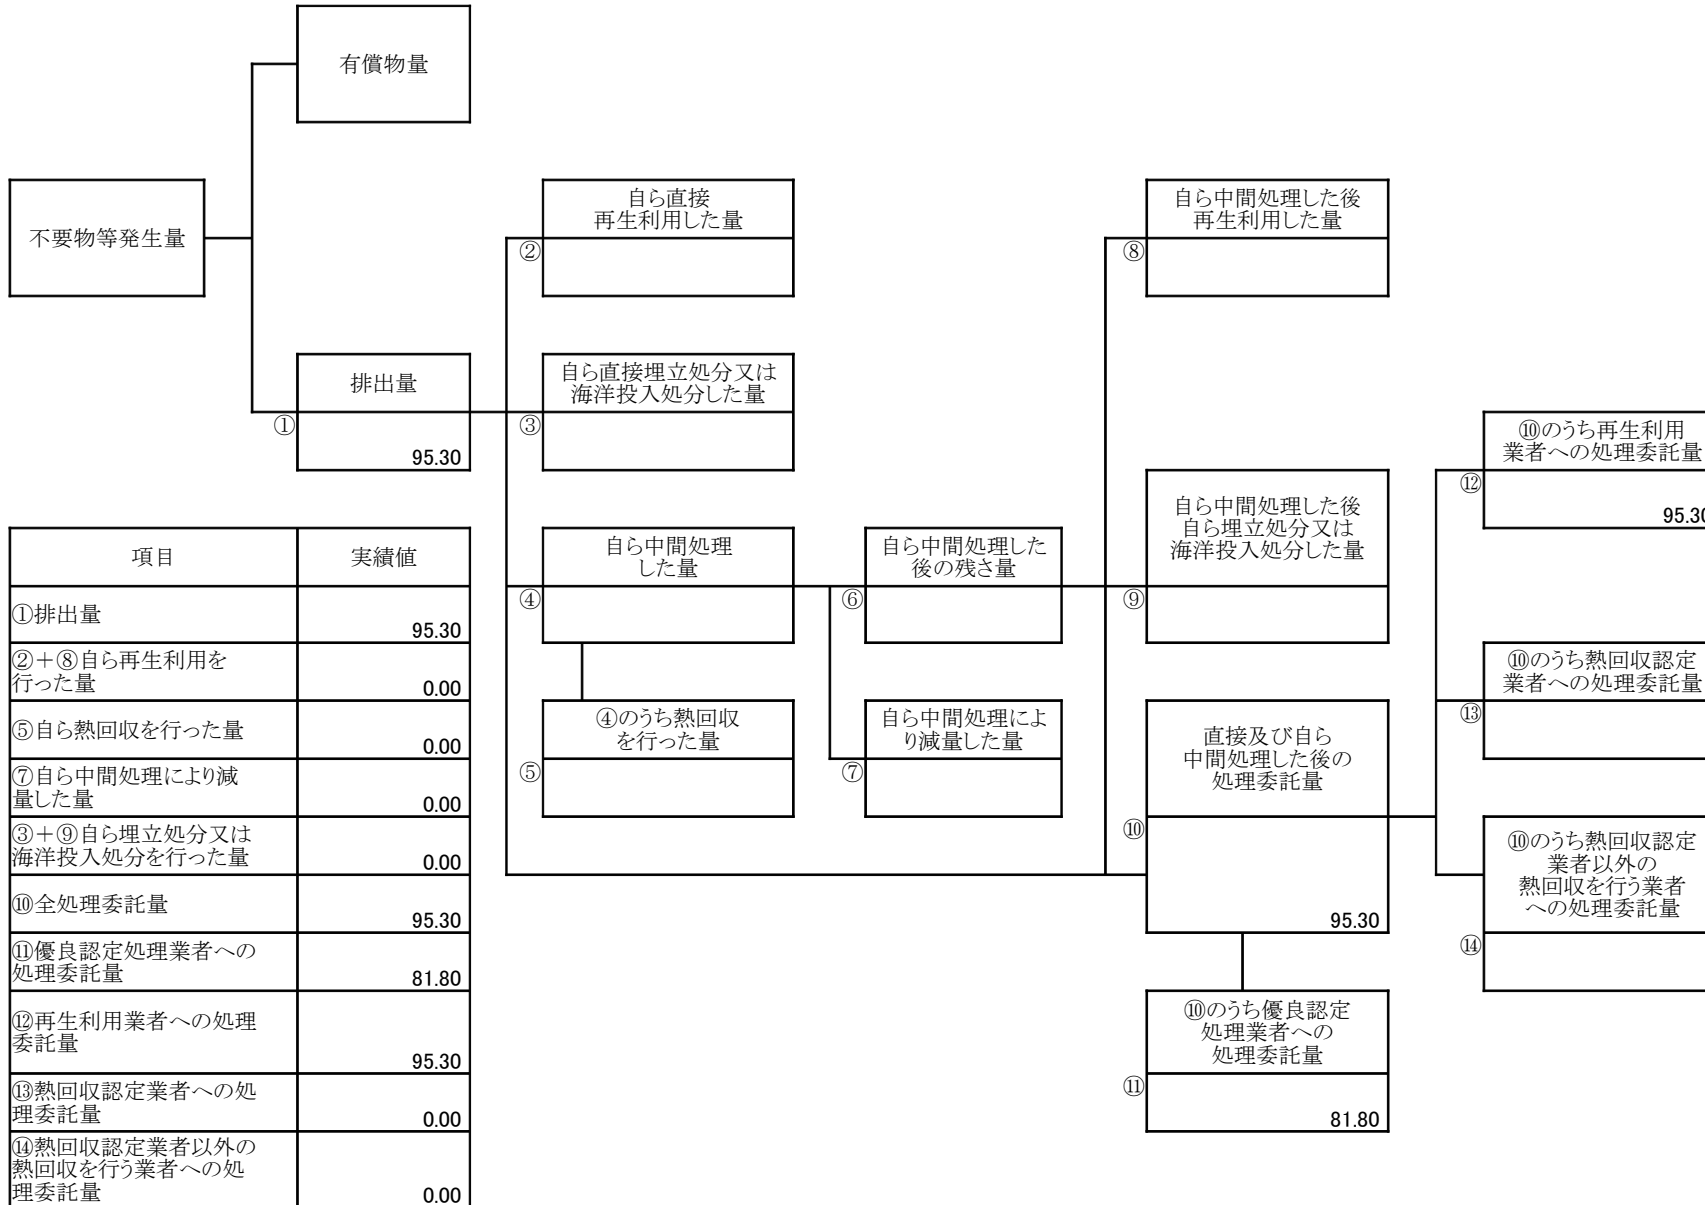 有償物量
不要物等発生量
自ら直接
再生利用した量
②
自ら中間処理した後
再生利用した量
⑧
排出量
①
95.30
自ら直接埋立処分又は
海洋投入処分した量
③
⑩のうち再生利用
業者への処理委託量
⑫
95.30
自ら中間処理した後
自ら埋立処分又は
海洋投入処分した量
⑨
自ら中間処理
した量
④
自ら中間処理した
後の残さ量
⑥
⑩のうち熱回収認定
業者への処理委託量
⑬
④のうち熱回収
を行った量
⑤
自ら中間処理によ
り減量した量
⑦
直接及び自ら
中間処理した後の
処理委託量
⑩
95.30
⑩のうち熱回収認定
業者以外の
熱回収を行う業者
への処理委託量
⑭
⑩のうち優良認定
処理業者への
処理委託量
⑪
81.80
項目
実績値
①排出量
95.30
②＋⑧自ら再生利用を
行った量
0.00
⑤自ら熱回収を行った量
0.00
⑦自ら中間処理により減
量した量
0.00
③＋⑨自ら埋立処分又は
海洋投入処分を行った量
0.00
⑩全処理委託量
95.30
⑪優良認定処理業者への
処理委託量
81.80
⑫再生利用業者への処理
委託量
95.30
⑬熱回収認定業者への処
理委託量
0.00
⑭熱回収認定業者以外の
熱回収を行う業者への処
理委託量
0.00